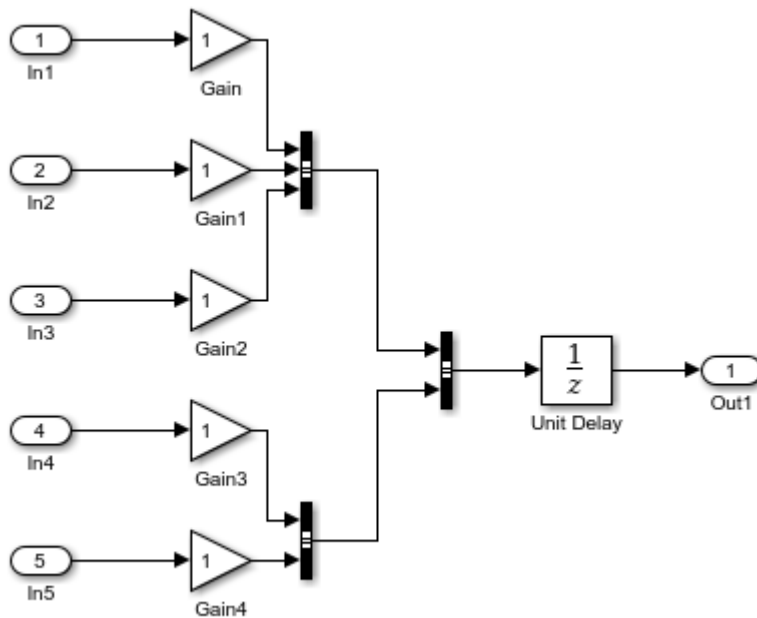 1
In1
1
Gain
2
In2
1
Gain1
3
In3
1
Gain2
4
In4
1
Gain3
5
In5
1
Gain4
1
z
Unit Delay
1
Out1